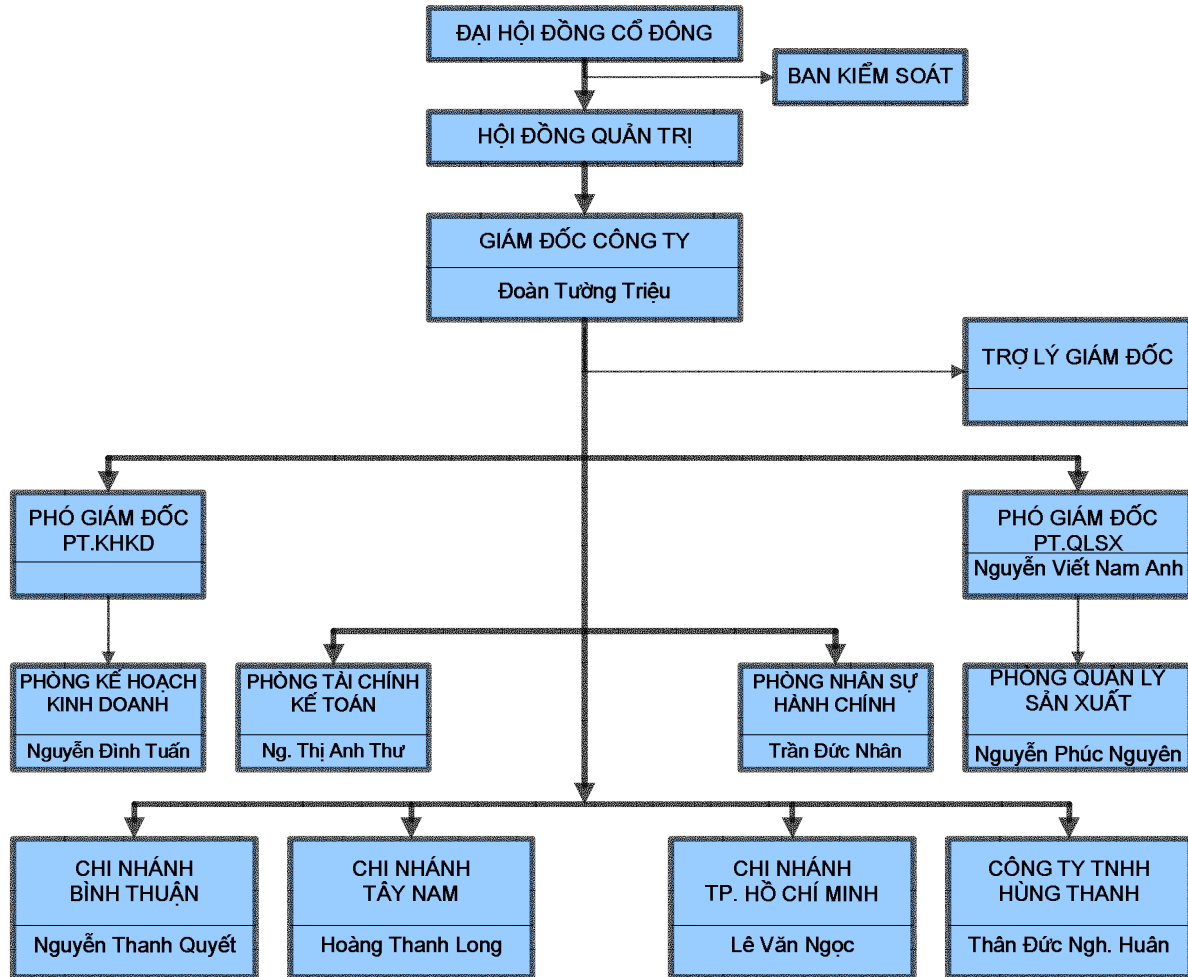 ĐẠI HỘI ĐỒNG CỔ ĐÔNG
BAN KIỂM SOÁT
HỘI ĐỒNG QUẢN TRỊ
GIÁM ĐỐC CÔNG TY
Đoàn Tường Triệu
TRỢ LÝ GIÁM ĐỐC
PHÓ GIÁM ĐỐC
PT.KHKD
PHÓ GIÁM ĐỐC
PT.QLSX
Nguyễn Viết Nam Anh
PHÒNG KẾ HOẠCH
KINH DOANH
Nguyễn Đình Tuấn
PHÒNG TÀI CHÍNH
KẾ TOÁN
Ng. Thị Anh Thư
PHÒNG NHÂN SỰ
HÀNH CHÍNH
Trần Đức Nhân
PHÒNG QUẢN LÝ
SẢN XUẤT
Nguyễn Phúc Nguyên
CHI NHÁNH
BÌNH THUẬN
Nguyễn Thanh Quyết
CHI NHÁNH
TÂY NAM
Hoàng Thanh Long
CHI NHÁNH
TP. HỒ CHÍ MINH
Lê Văn Ngọc
CÔNG TY TNHH
HÙNG THANH
Thân Đức Ngh. Huân